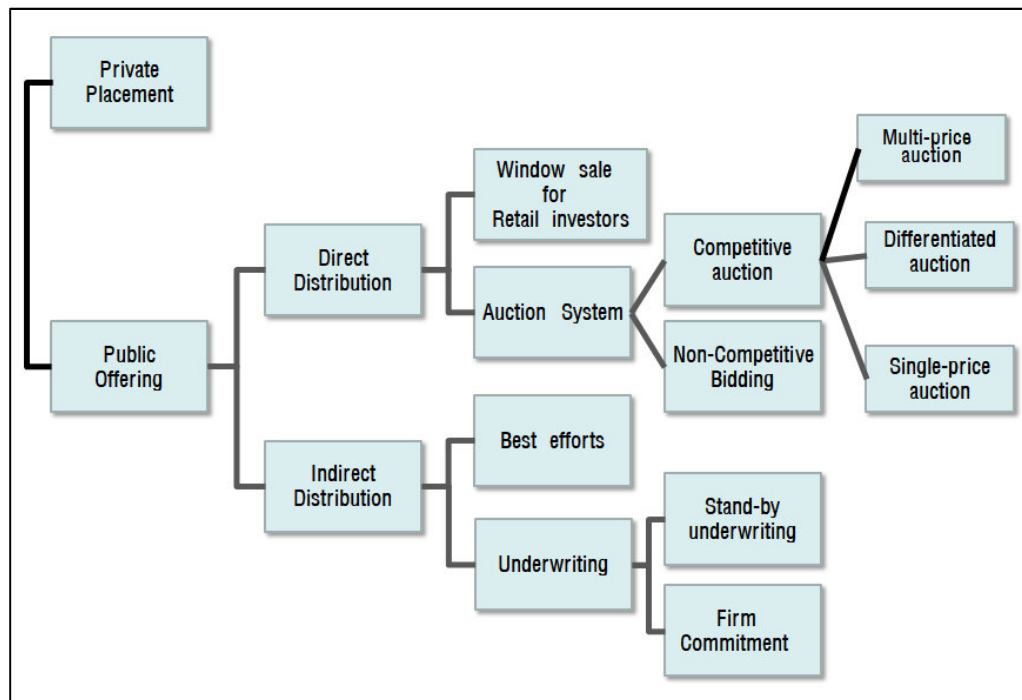 Private
Placement
Public
Offering
Direct
Distribution
Indirect
Distribution
Window sale
for
Retail investors
Auction System
Best efforts
Underwriting
Competitive
auction
Non-Competitive
Bidding
Stand-by
underwriting
Firm
Commitment
Multi-price
auction
Differentiated
auction
Single-price
auction